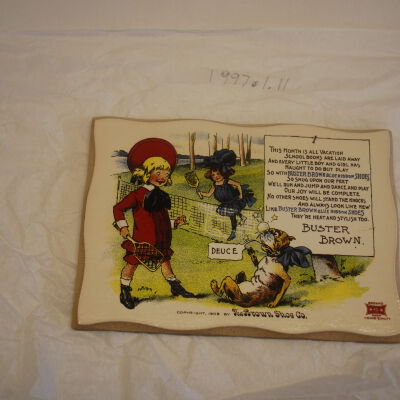 1997.1.11
THIS MONTH IS ALL VACATION
SCHOOL BOOKS ARE LAID AWAY
AND EVERY LITTLE BOY AND GIRL HAS
NAUGHT TO DO BUT PLAY
SO WITH BUSTER BROWN BLUE RIBBON SHOES
SO SNUG UPON OUR FEET
WE'LL RUN AND JUMP AND DANCE, AND MAY
OUR JOY WILL BE COMPLETE.
NO OTHER SHOES WILL STAND THE KNOCKS
AND ALWAYS LOOK LIKE NEW
LIKE BUSTER BROWN BLUE RIBBON SHOES
THEY'RE NEAT AND STYLISH TOO.
BUSTER
BROWN.
DEUCE
COPYRIGHT, 1909 BY The Brown Shoe Co.